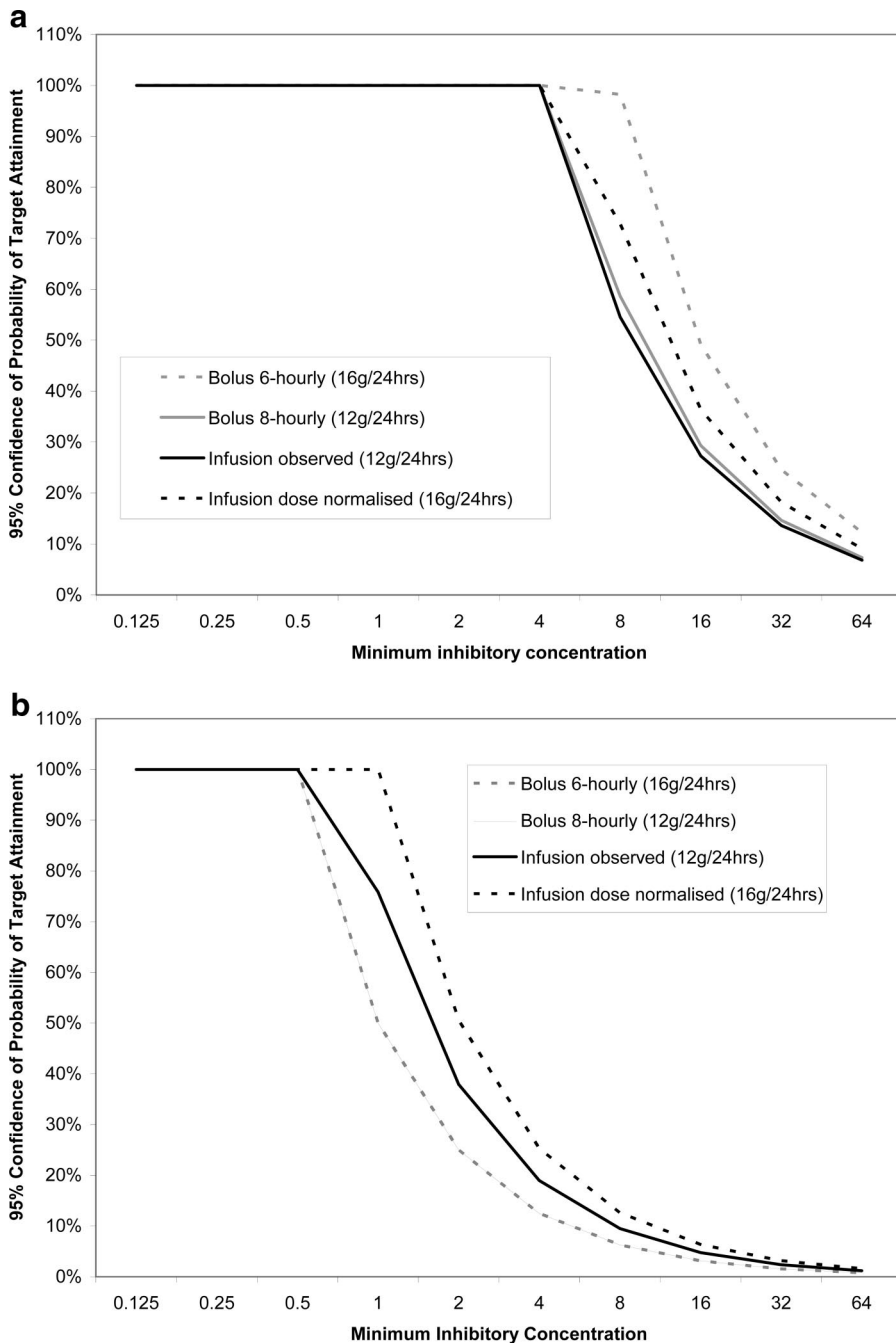 a
110%
100%
90%
80%
70%
60%
50%
40%
30%
20%
10%
0%
95% Confidence of Probability of Target Attainment
Bolus 6-hourly (16g/24hrs)
Bolus 8-hourly (12g/24hrs)
Infusion observed (12g/24hrs)
Infusion dose normalised (16g/24hrs)
0.125 0.25 0.5 1 2 4 8 16 32 64
Minimum inhibitory concentration
b
110%
100%
90%
80%
70%
60%
50%
40%
30%
20%
10%
0%
95% Confidence of Probability of Target Attainment
Bolus 6-hourly (16g/24hrs)
Bolus 8-hourly (12g/24hrs)
Infusion observed (12g/24hrs)
Infusion dose normalised (16g/24hrs)
0.125 0.25 0.5 1 2 4 8 16 32 64
Minimum Inhibitory Concentration